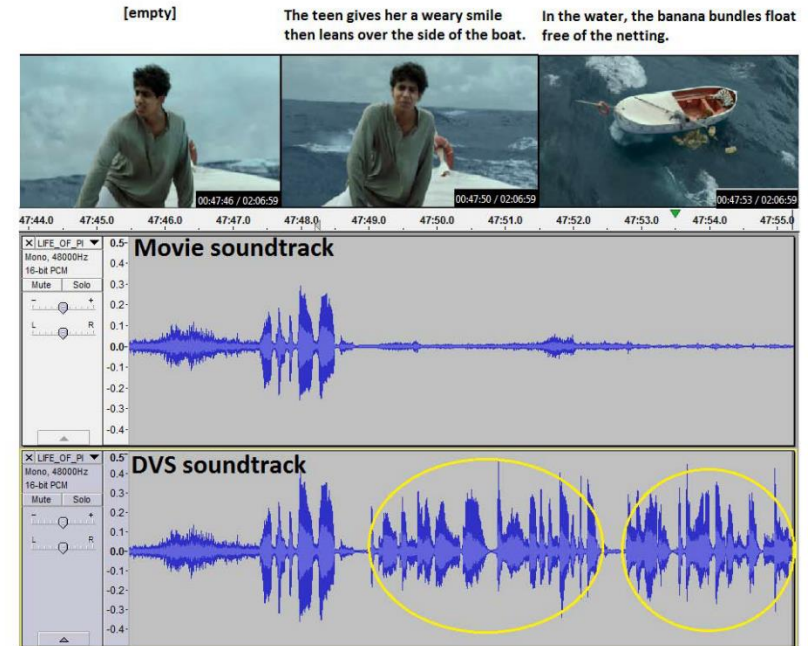 [empty]
The teen gives her a weary smile
then leans over the side of the boat.
In the water, the banana bundles float
free of the netting.
00:47:46 / 02:06:59
00:47:50 / 02:06:59
00:47:53 / 02:06:59
47:44.0 47:45.0 47:46.0 47:47.0 47:48.0 47:49.0 47:50.0 47:51.0 47:52.0 47:53.0 47:54.0 47:55.0
X LIFE_OF_PI ▼
Mono, 48000Hz
16-bit PCM
Mute Solo
- +
L R
0.5
0.4
0.3
0.2
0.1
0.0
-0.1
-0.2
-0.3
-0.4
Movie soundtrack
X LIFE_OF_PI ▼
Mono, 48000Hz
16-bit PCM
Mute Solo
- +
L R
0.5
0.4
0.3
0.2
0.1
0.0
-0.1
-0.2
-0.3
-0.4
DVS soundtrack